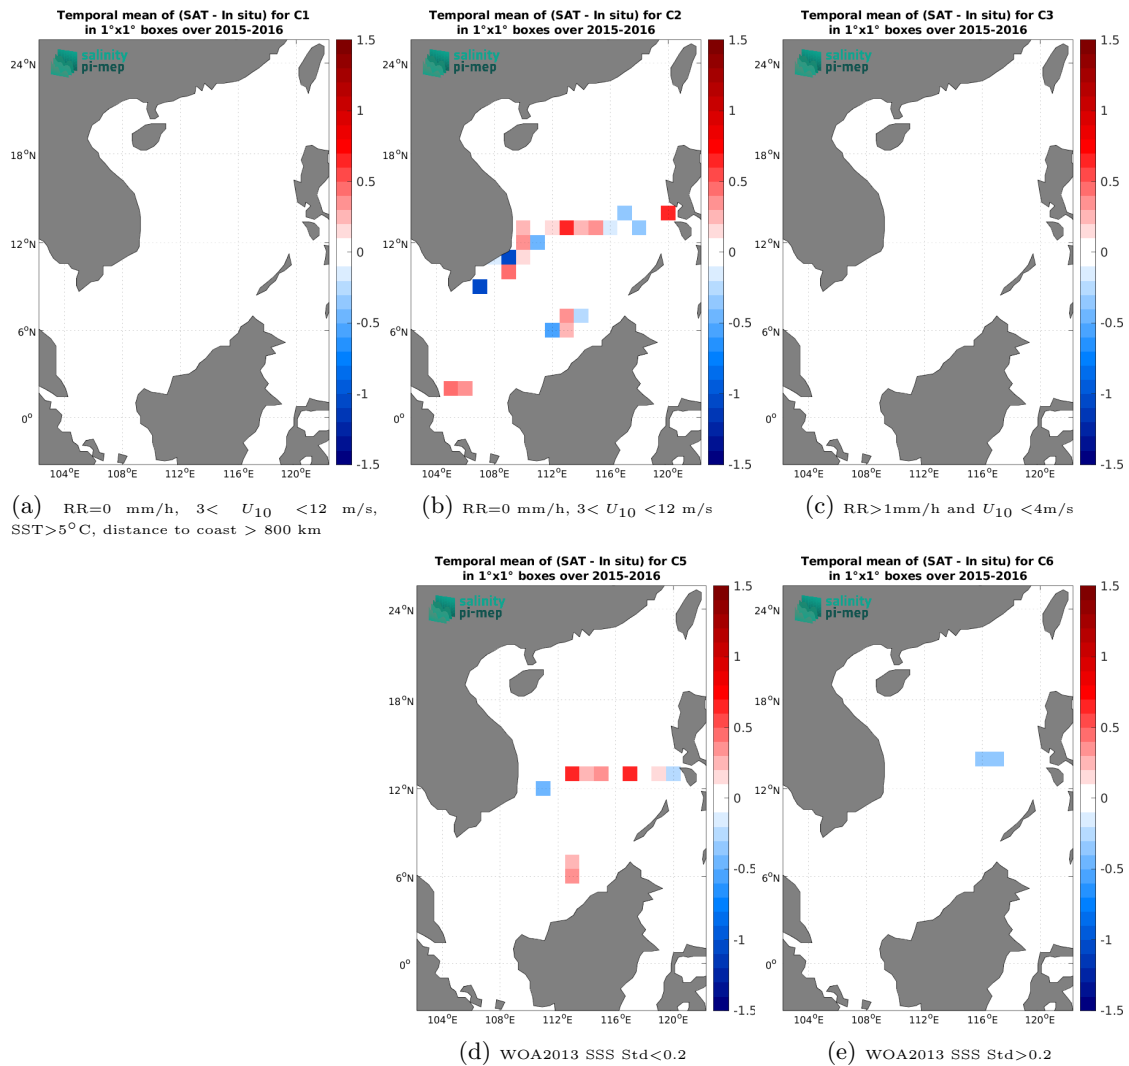 Temporal mean of (SAT - In situ) for C1
in 1°x1° boxes over 2015-2016
salinity
pi-mep
24°N
18°N
12°N
6°N
0°
104°E 108°E 112°E 116°E 120°E
1.5
1
0.5
0
-0.5
-1
-1.5
(a) RR=0 mm/h, 3< U10 <12 m/s,
SST>5°C, distance to coast > 800 km
Temporal mean of (SAT - In situ) for C2
in 1°x1° boxes over 2015-2016
salinity
pi-mep
24°N
18°N
12°N
6°N
0°
104°E 108°E 112°E 116°E 120°E
1.5
1
0.5
0
-0.5
-1
-1.5
(b) RR=0 mm/h, 3< U10 <12 m/s
Temporal mean of (SAT - In situ) for C3
in 1°x1° boxes over 2015-2016
salinity
pi-mep
24°N
18°N
12°N
6°N
0°
104°E 108°E 112°E 116°E 120°E
1.5
1
0.5
0
-0.5
-1
-1.5
(c) RR>1mm/h and U10 <4m/s
Temporal mean of (SAT - In situ) for C5
in 1°x1° boxes over 2015-2016
salinity
pi-mep
24°N
18°N
12°N
6°N
0°
104°E 108°E 112°E 116°E 120°E
1.5
1
0.5
0
-0.5
-1
-1.5
(d) WOA2013 SSS Std<0.2
Temporal mean of (SAT - In situ) for C6
in 1°x1° boxes over 2015-2016
salinity
pi-mep
24°N
18°N
12°N
6°N
0°
104°E 108°E 112°E 116°E 120°E
1.5
1
0.5
0
-0.5
-1
-1.5
(e) WOA2013 SSS Std>0.2